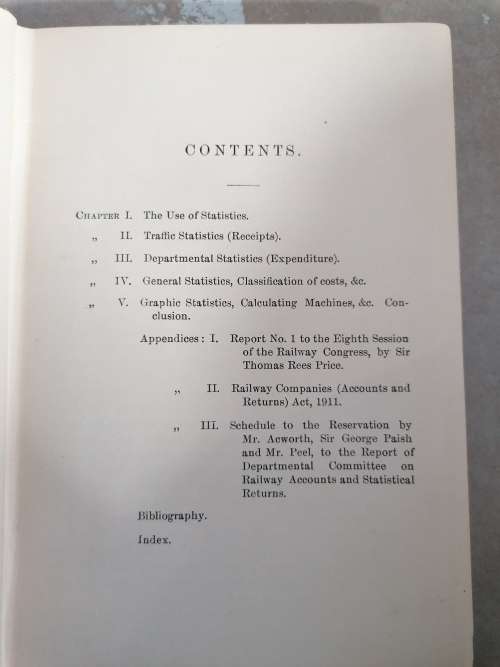 CONTENTS.
CHAPTER I. The Use of Statistics.
„ II. Traffic Statistics (Receipts).
„ III. Departmental Statistics (Expenditure).
„ IV. General Statistics, Classification of costs, &c.
„ V. Graphic Statistics, Calculating Machines, &c. Con-
clusion.
Appendices: I. Report No. 1 to the Eighth Session
of the Railway Congress, by Sir
Thomas Rees Price.
„ II. Railway Companies (Accounts and
Returns) Act, 1911.
„ III. Schedule to the Reservation by
Mr. Acworth, Sir George Paish
and Mr. Peel, to the Report of
Departmental Committee on
Railway Accounts and Statistical
Returns.
Bibliography.
Index.